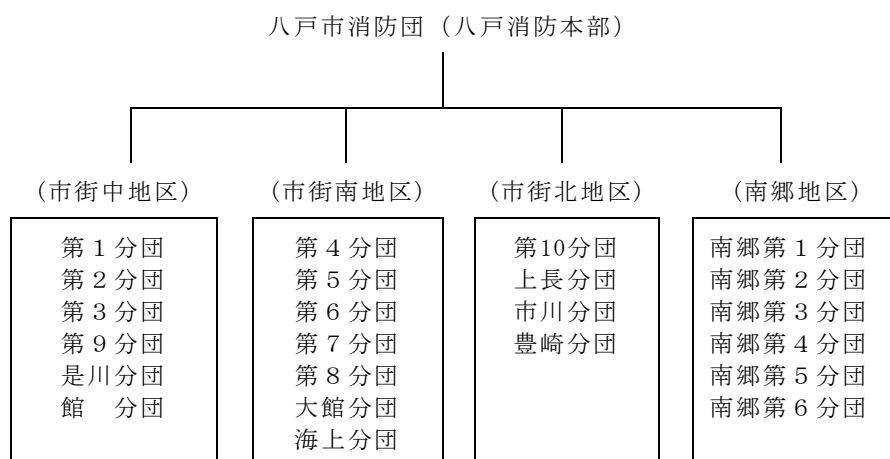 八戸市消防団（八戸消防本部）
（市街中地区）
第１分団
第２分団
第３分団
第９分団
是川分団
館　分団
（市街南地区）
第４分団
第５分団
第６分団
第７分団
第８分団
大館分団
海上分団
（市街北地区）
第10分団
上長分団
市川分団
豊崎分団
（南郷地区）
南郷第１分団
南郷第２分団
南郷第３分団
南郷第４分団
南郷第５分団
南郷第６分団